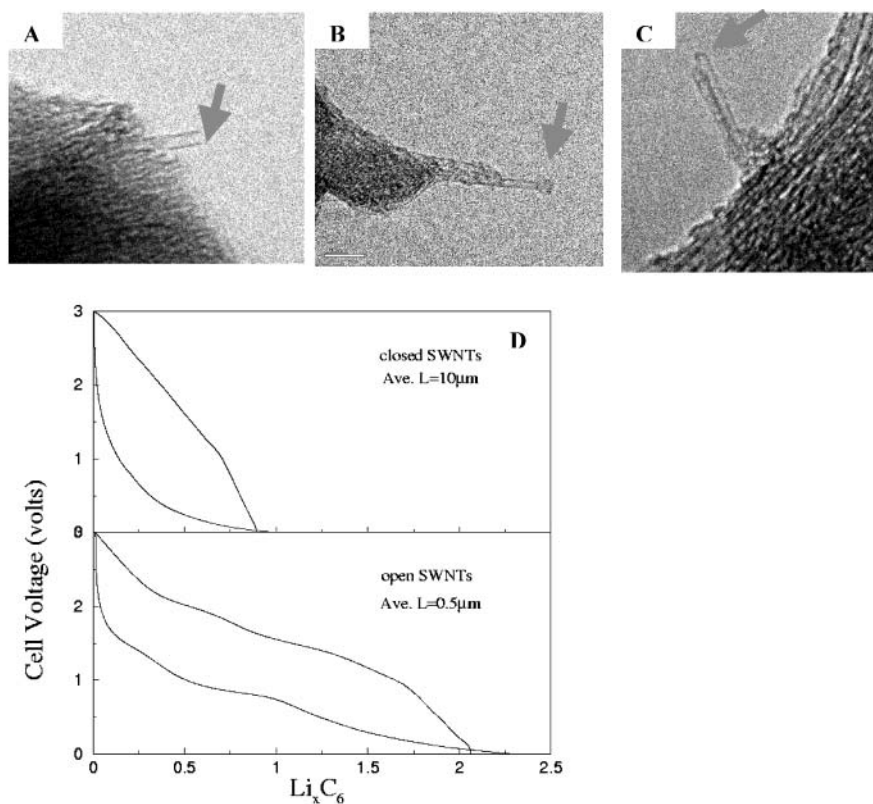 A
B
C
D
3
closed SWNTs
Ave. L=10μm
2
1
3
open SWNTs
Ave. L=0.5μm
2
1
0
0
0.5
1
1.5
2
2.5
Cell Voltage (volts)
LixC6